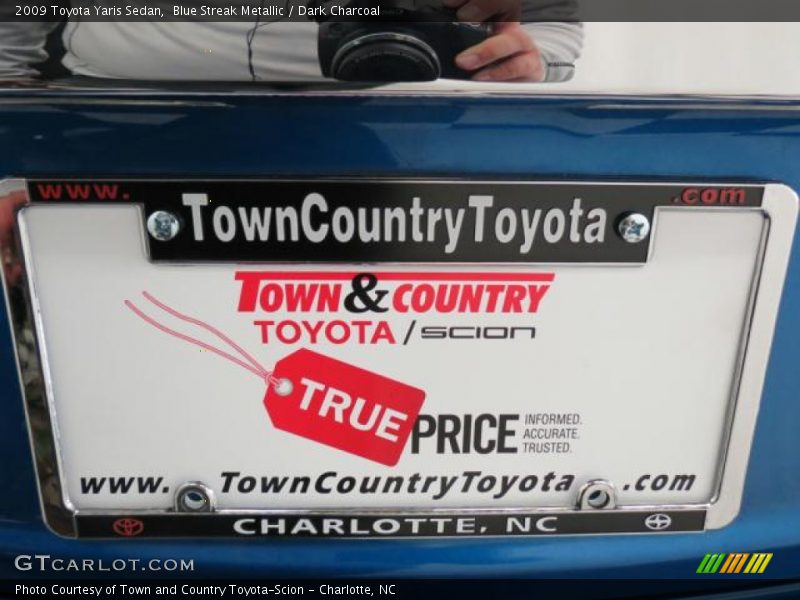 2009 Toyota Yaris Sedan,  Blue Streak Metallic / Dark Charcoal
www. TownCountryToyota .com
TOWN & COUNTRY
TOYOTA / SCION
TRUE PRICE
INFORMED.
ACCURATE.
TRUSTED.
www. TownCountryToyota .com
CHARLOTTE, NC
GTCARLOT.COM
Photo Courtesy of Town and Country Toyota-Scion - Charlotte, NC